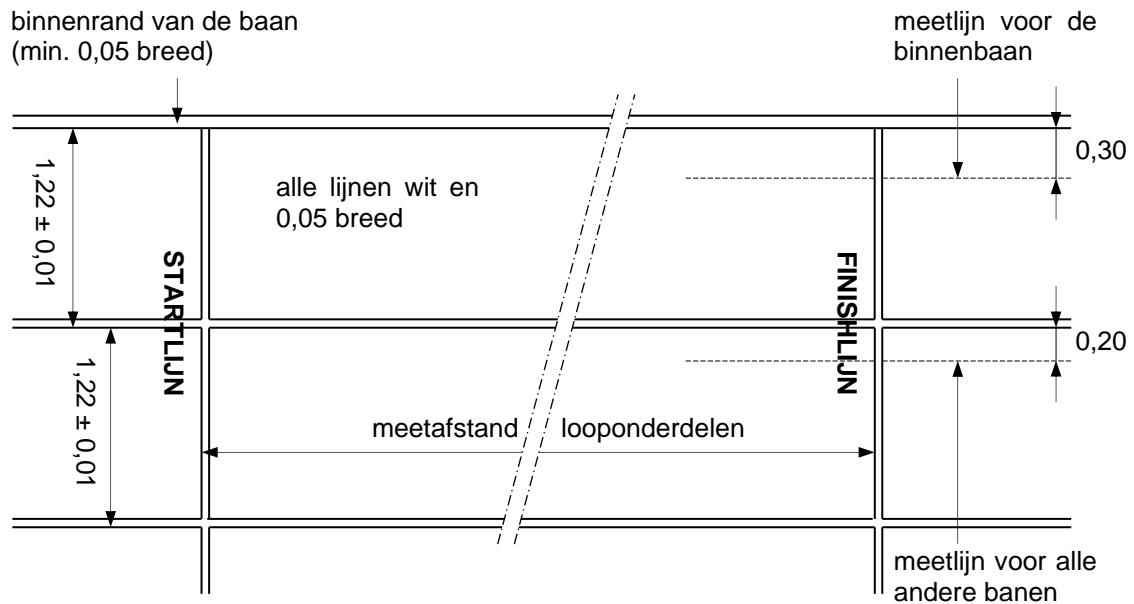 binnenrand van de baan
(min. 0,05 breed)
meetlijn voor de
binnenbaan
0,30
1,22 ± 0,01
alle lijnen wit en
0,05 breed
STARTLIJN
FINISHLIJN
0,20
1,22 ± 0,01
meetafstand looponderdelen
meetlijn voor alle
andere banen